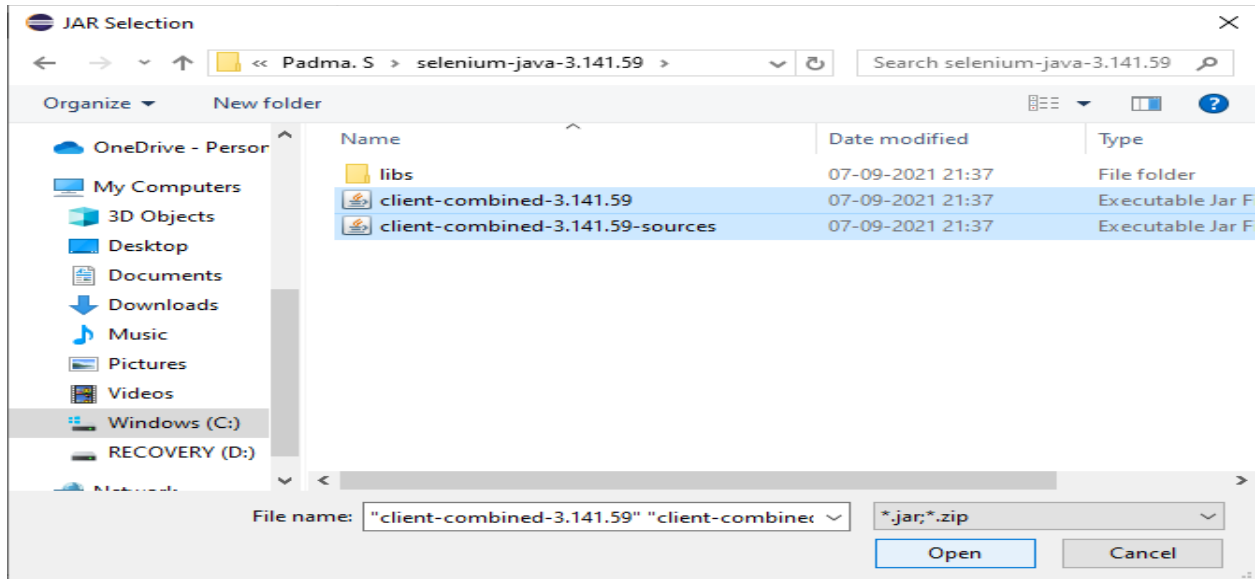 JAR Selection
« Padma. S > selenium-java-3.141.59 >
Search selenium-java-3.141.59
Organize
New folder
Name
Date modified
Type
OneDrive - Person
My Computers
3D Objects
Desktop
Documents
Downloads
Music
Pictures
Videos
Windows (C:)
RECOVERY (D:)
libs 07-09-2021 21:37 File folder
client-combined-3.141.59 07-09-2021 21:37 Executable Jar F
client-combined-3.141.59-sources 07-09-2021 21:37 Executable Jar F
File name: "client-combined-3.141.59" "client-combined
*.jar;*.zip
Open
Cancel